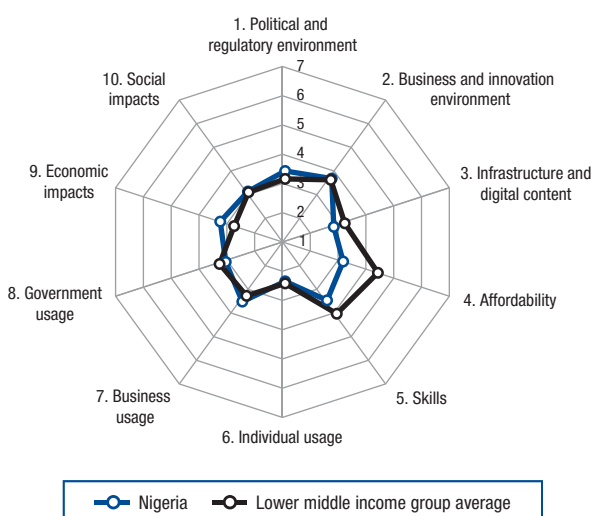 1. Political and
regulatory environment
2. Business and innovation
environment
3. Infrastructure and
digital content
4. Affordability
5. Skills
6. Individual usage
7. Business
usage
8. Government
usage
9. Economic
impacts
10. Social
impacts
7
6
5
4
3
2
1
Nigeria
Lower middle income group average